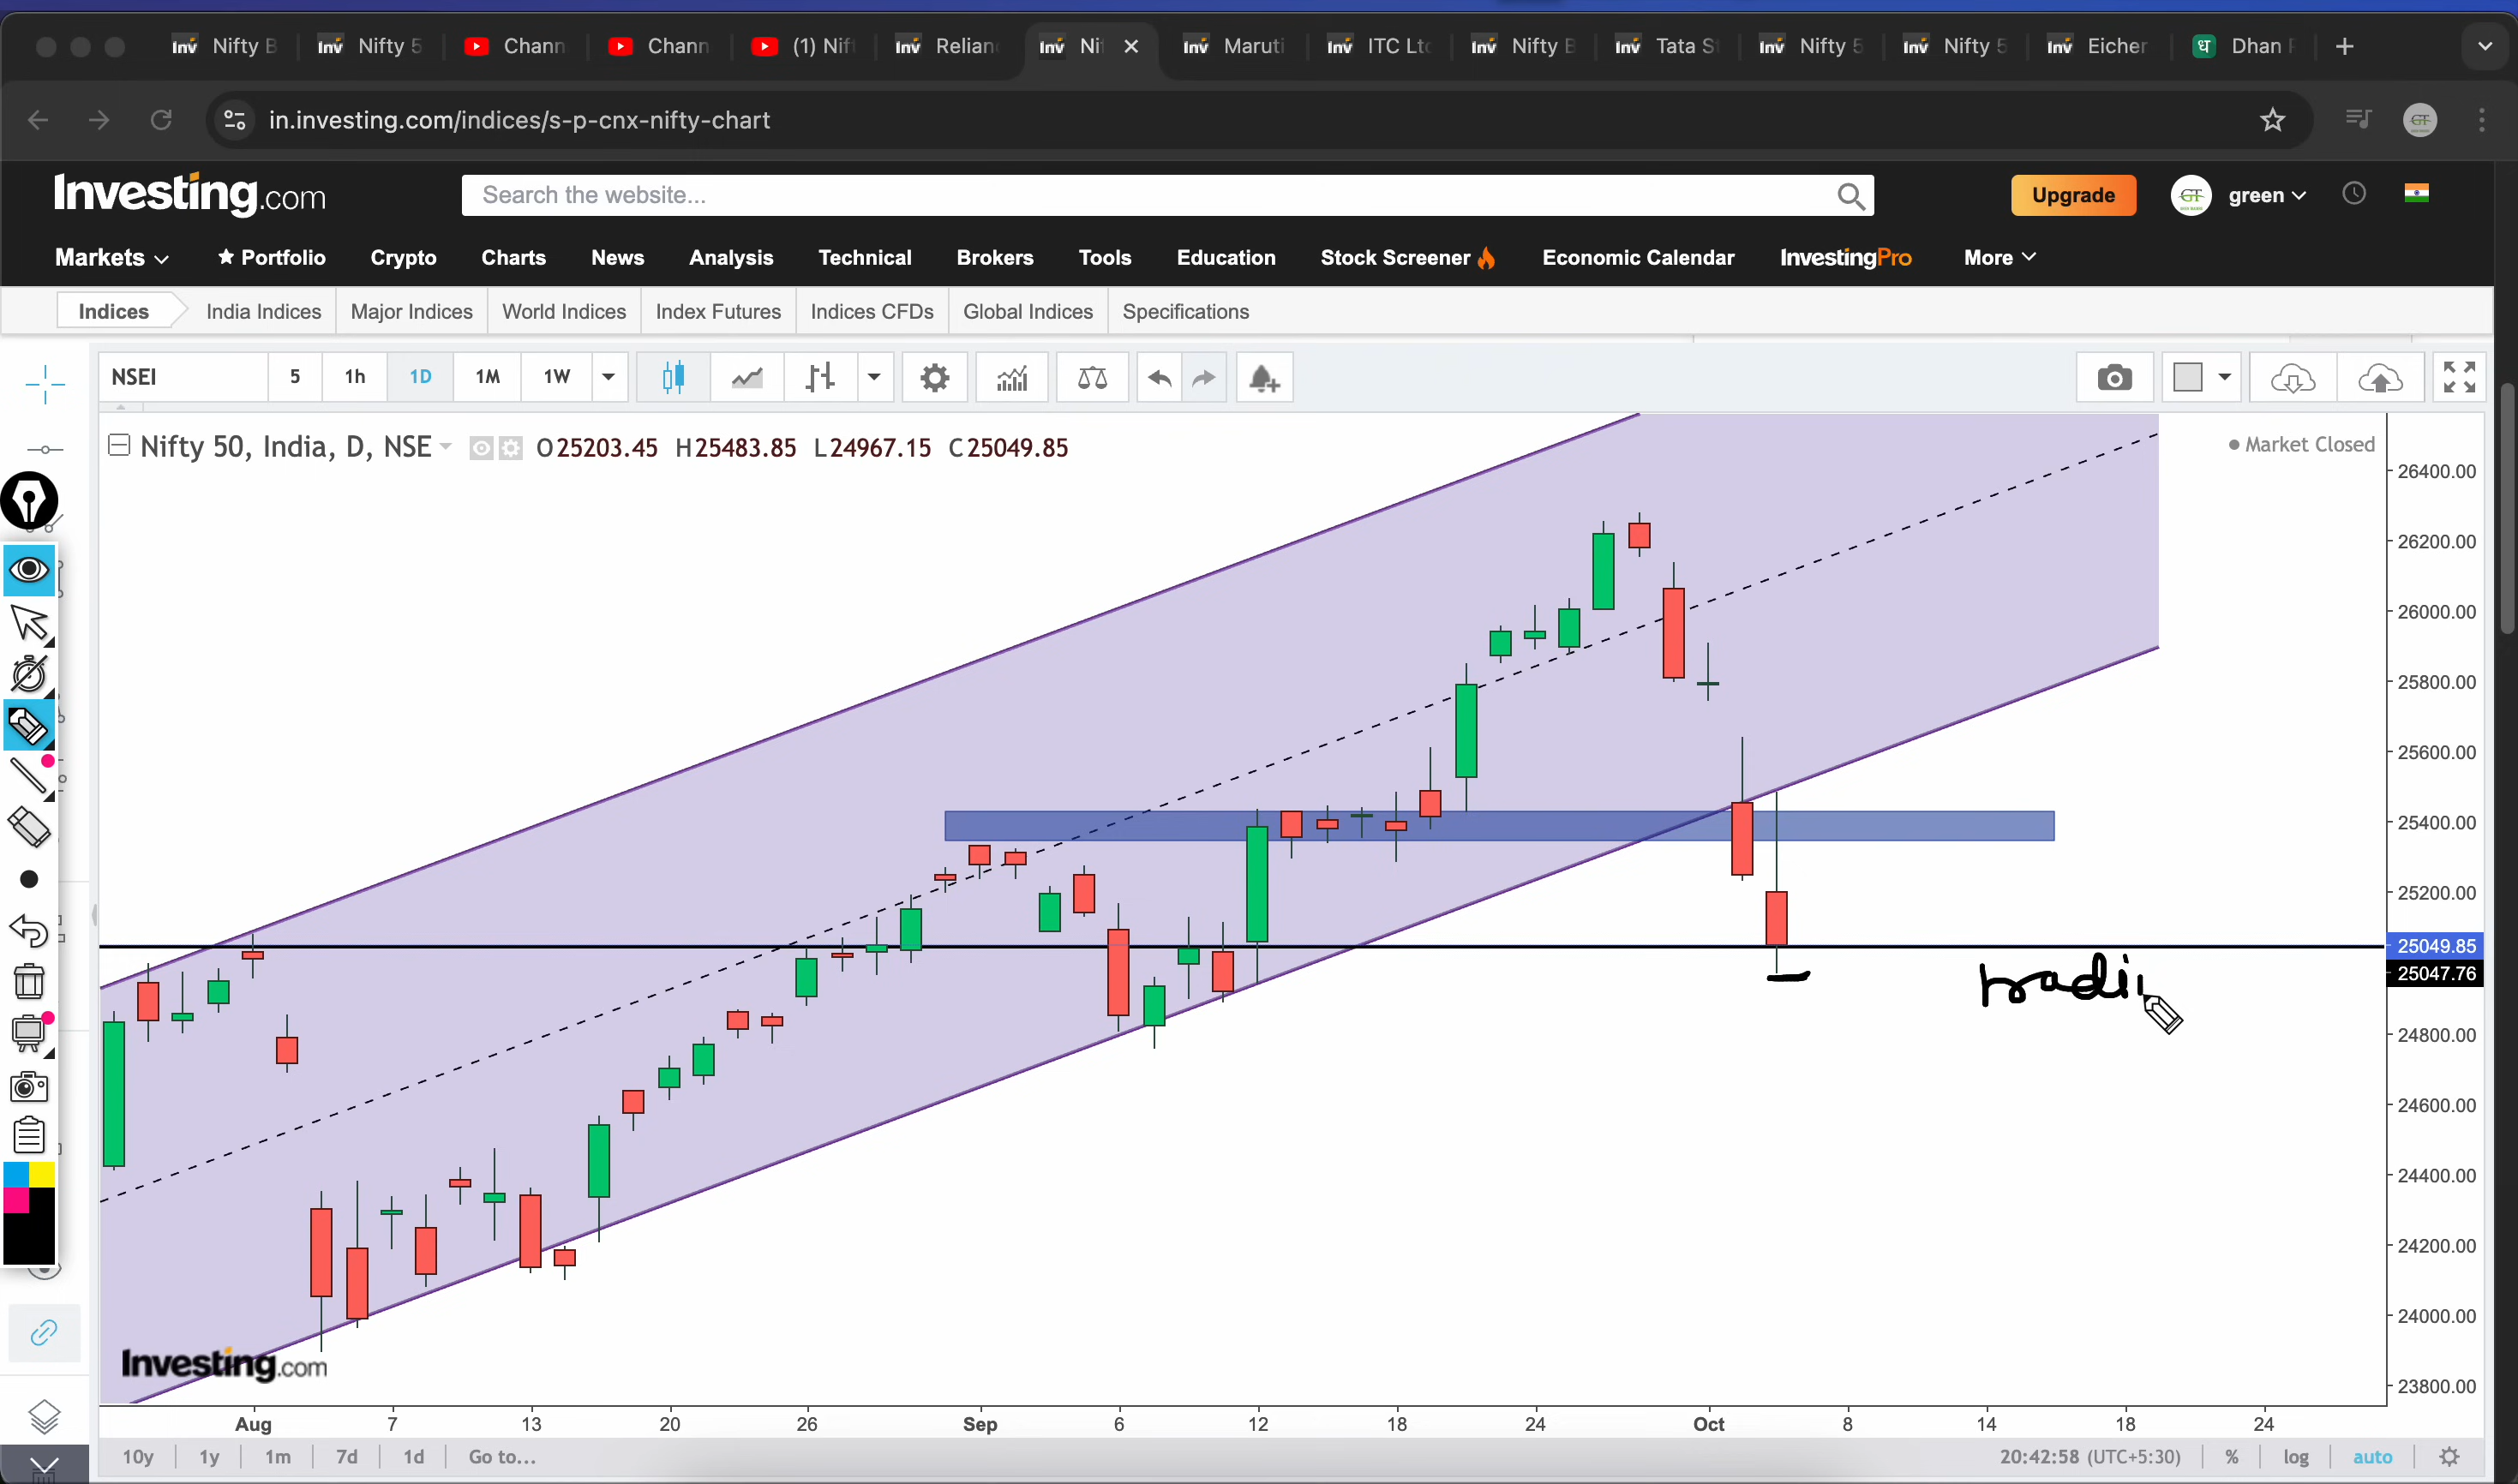 Nifty B Nifty 5 Chann Chann (1) Nif Relian Ni Maruti ITC Ltd Nifty B Tata S Nifty 5 Nifty 5 Eicher Dhan
in.investing.com/indices/s-p-cnx-nifty-chart
Investing.com Search the website... Upgrade green
Markets Portfolio Crypto Charts News Analysis Technical Brokers Tools Education Stock Screener Economic Calendar InvestingPro More
Indices India Indices Major Indices World Indices Index Futures Indices CFDs Global Indices Specifications
NSEI 5 1h 1D 1M 1W
Nifty 50, India, D, NSE O25203.45 H25483.85 L24967.15 C25049.85 Market Closed
26400.00
26200.00
26000.00
25800.00
25600.00
25400.00
25200.00
25049.85
25047.76
tradi
24800.00
24600.00
24400.00
24200.00
24000.00
Investing.com
23800.00
Aug 7 13 20 26 Sep 6 12 18 24 Oct 8 14 18 24
10y 1y 1m 7d 1d Go to... 20:42:58 (UTC+5:30) % log auto